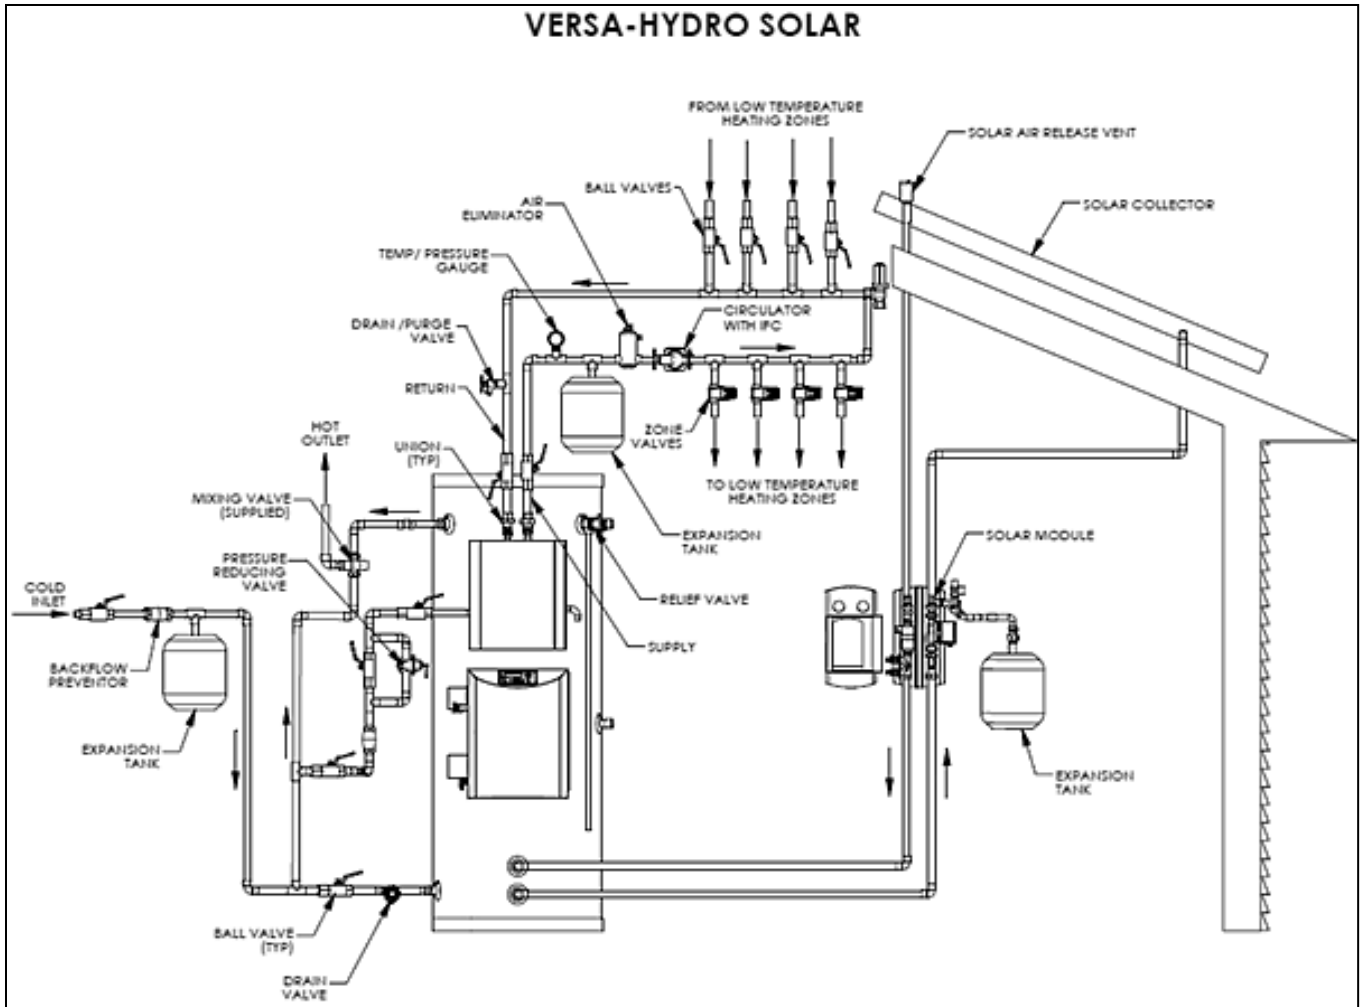 VERSA-HYDRO SOLAR
FROM LOW TEMPERATURE
HEATING ZONES
SOLAR AIR RELEASE VENT
BALL VALVES
AIR
ELIMINATOR
SOLAR COLLECTOR
TEMP/ PRESSURE
GAUGE
CIRCULATOR
WITH IFC
DRAIN /PURGE
VALVE
RETURN
HOT
OUTLET
UNION
(TYP)
ZONE
VALVES
TO LOW TEMPERATURE
HEATING ZONES
MIXING VALVE
(SUPPLIED)
EXPANSION
TANK
SOLAR MODULE
PRESSURE
REDUCING
VALVE
COLD
INLET
RELIEF VALVE
SUPPLY
BACKFLOW
PREVENTOR
EXPANSION
TANK
EXPANSION
TANK
BALL VALVE
(TYP)
DRAIN
VALVE